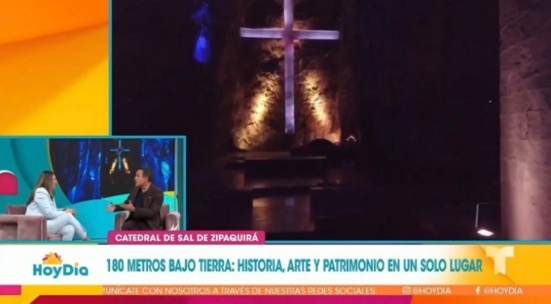 CATEDRAL DE SAL DE ZIPAQUIRÁ
HoyDía
180 METROS BAJO TIERRA: HISTORIA, ARTE Y PATRIMONIO EN UN SOLO LUGAR
MUNÍCATE CON NOSOTROS A TRAVÉS DE NUESTRAS REDES SOCIALES: @HOYDIA @HOYDIA